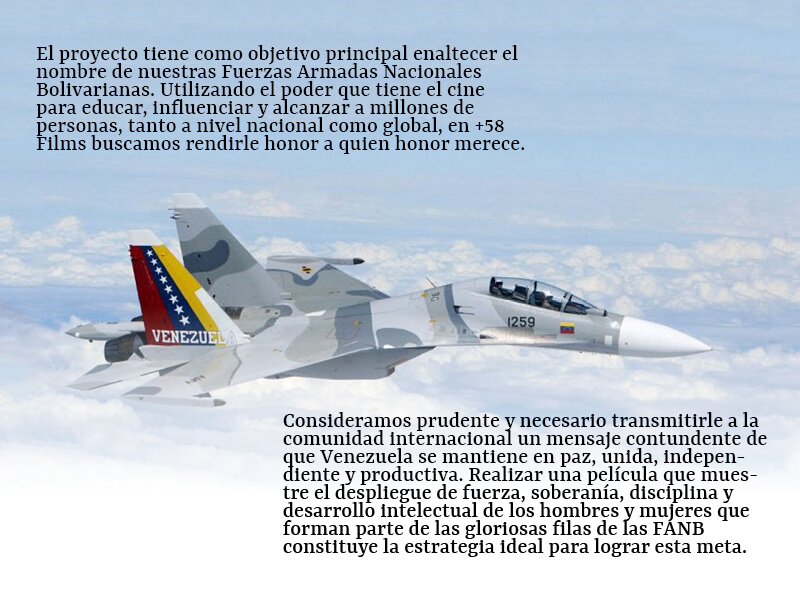 El proyecto tiene como objetivo principal enaltecer el
nombre de nuestras Fuerzas Armadas Nacionales
Bolivarianas. Utilizando el poder que tiene el cine
para educar, influenciar y alcanzar a millones de
personas, tanto a nivel nacional como global, en +58
Films buscamos rendirle honor a quien honor merece.
VENEZUELA
1259
Consideramos prudente y necesario transmitirle a la
comunidad internacional un mensaje contundente de
que Venezuela se mantiene en paz, unida, indepen-
diente y productiva. Realizar una película que mues-
tre el despliegue de fuerza, soberanía, disciplina y
desarrollo intelectual de los hombres y mujeres que
forman parte de las gloriosas filas de las FANB
constituye la estrategia ideal para lograr esta meta.